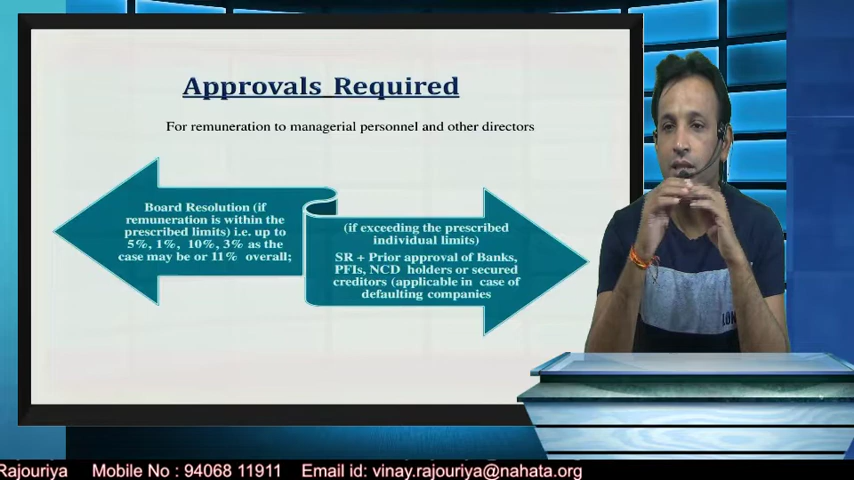 Approvals Required
For remuneration to managerial personnel and other directors
Board Resolution (if
remuneration is within the
prescribed limits) i.e. up to
5%, 1%, 10%, 3% as the
case may be or 11% overall;
(if exceeding the prescribed
individual limits)
SR + Prior approval of Banks,
PFIs, NCD holders or secured
creditors (applicable in case of
defaulting companies
Rajouriya Mobile No : 94068 11911 Email id: vinay.rajouriya@nahata.org